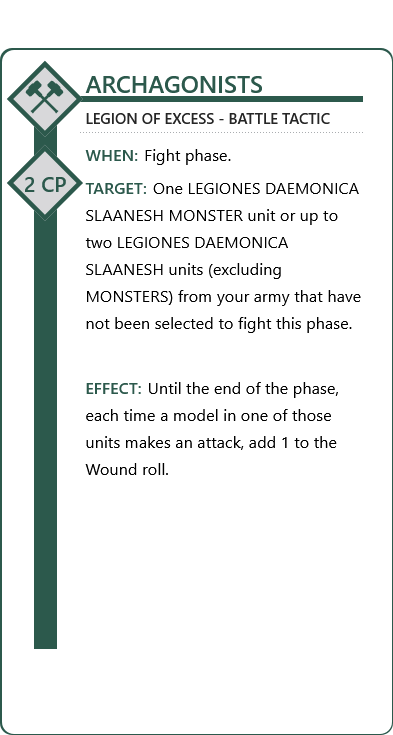 ARCHAGONISTS
LEGION OF EXCESS - BATTLE TACTIC
WHEN: Fight phase.
2 CP
TARGET: One LEGIONES DAEMONICA
SLAANESH MONSTER unit or up to
two LEGIONES DAEMONICA
SLAANESH units (excluding
MONSTERS) from your army that have
not been selected to fight this phase.
EFFECT: Until the end of the phase,
each time a model in one of those
units makes an attack, add 1 to the
Wound roll.